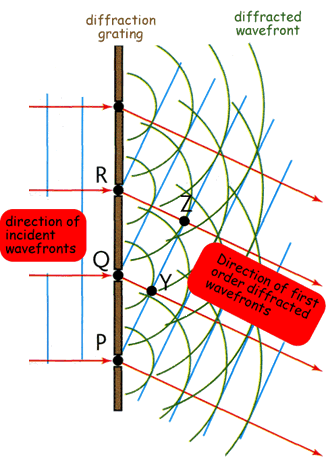 diffraction
grating
diffracted
wavefront
R
Z
direction of
incident
wavefronts
Q
Y
Direction of first
order diffracted
wavefronts
P